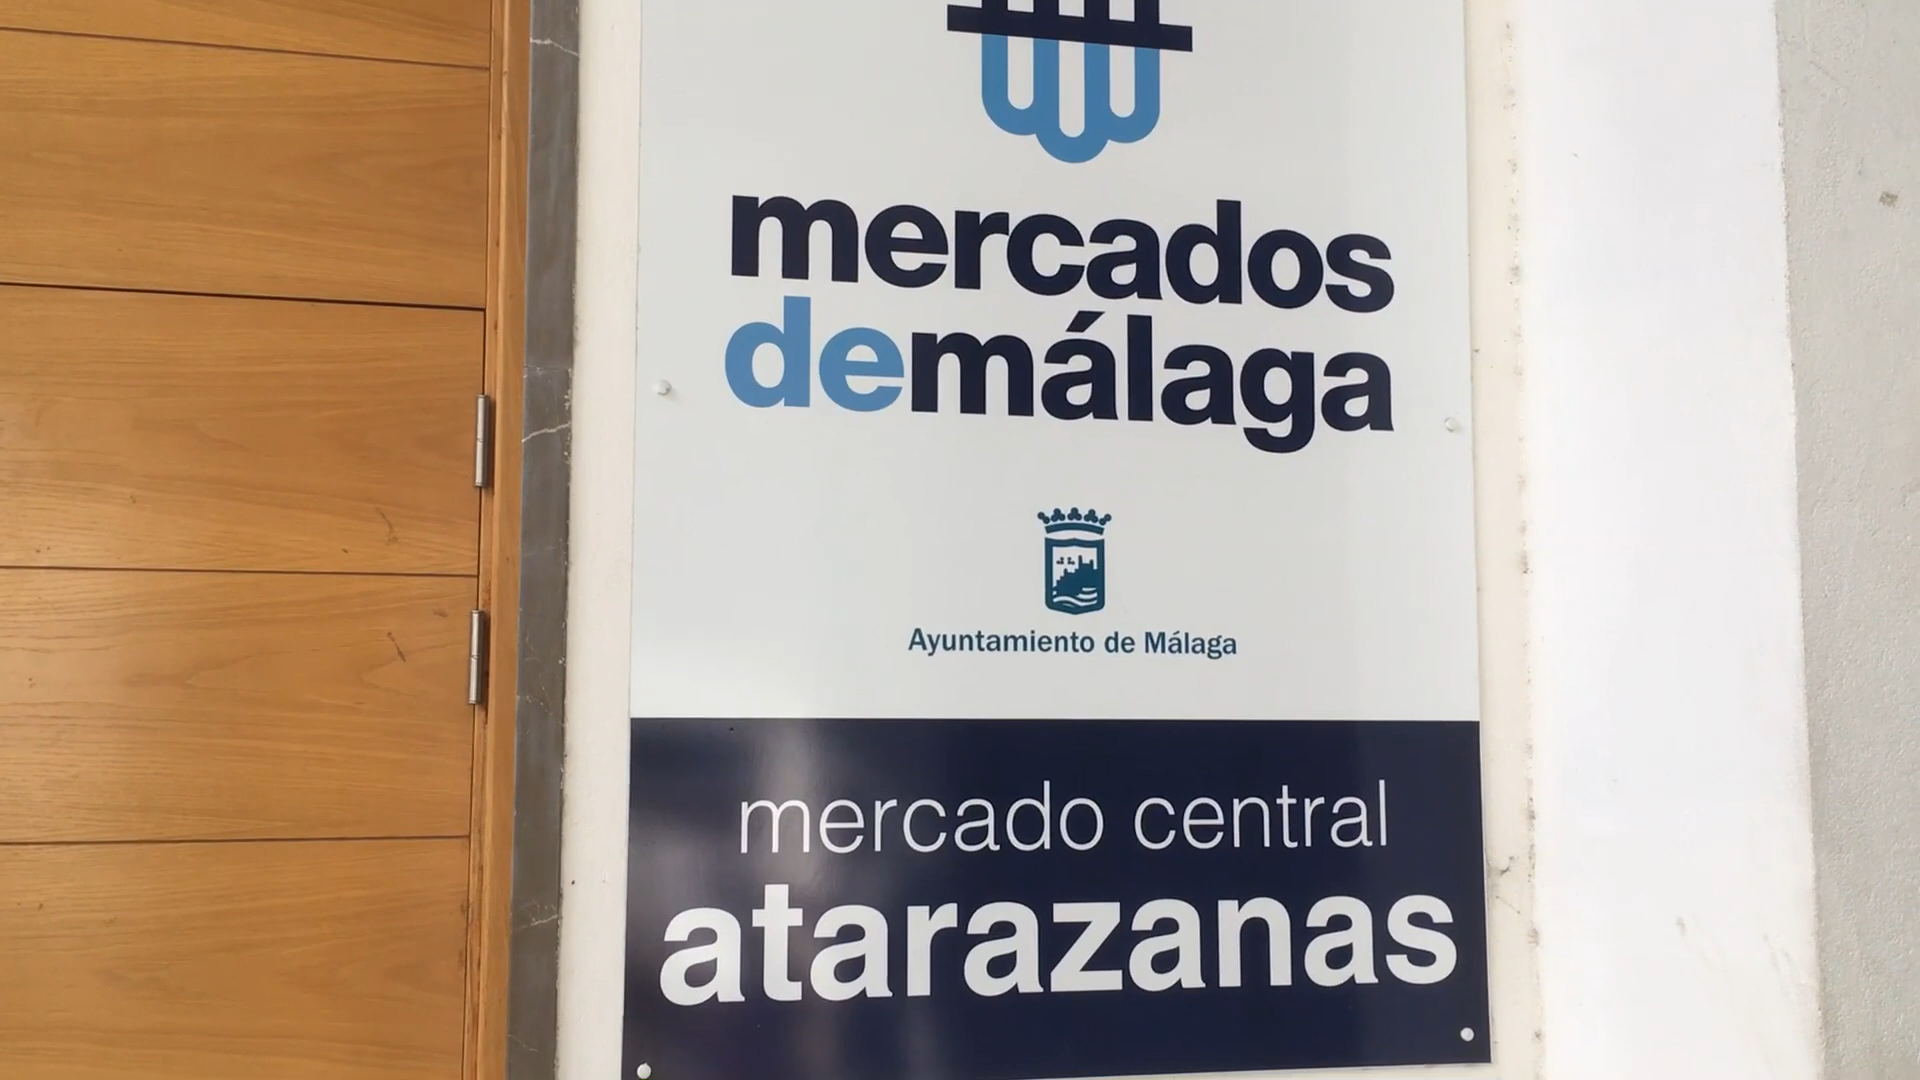 mercados
demálaga
Ayuntamiento de Málaga
mercado central
atarazanas